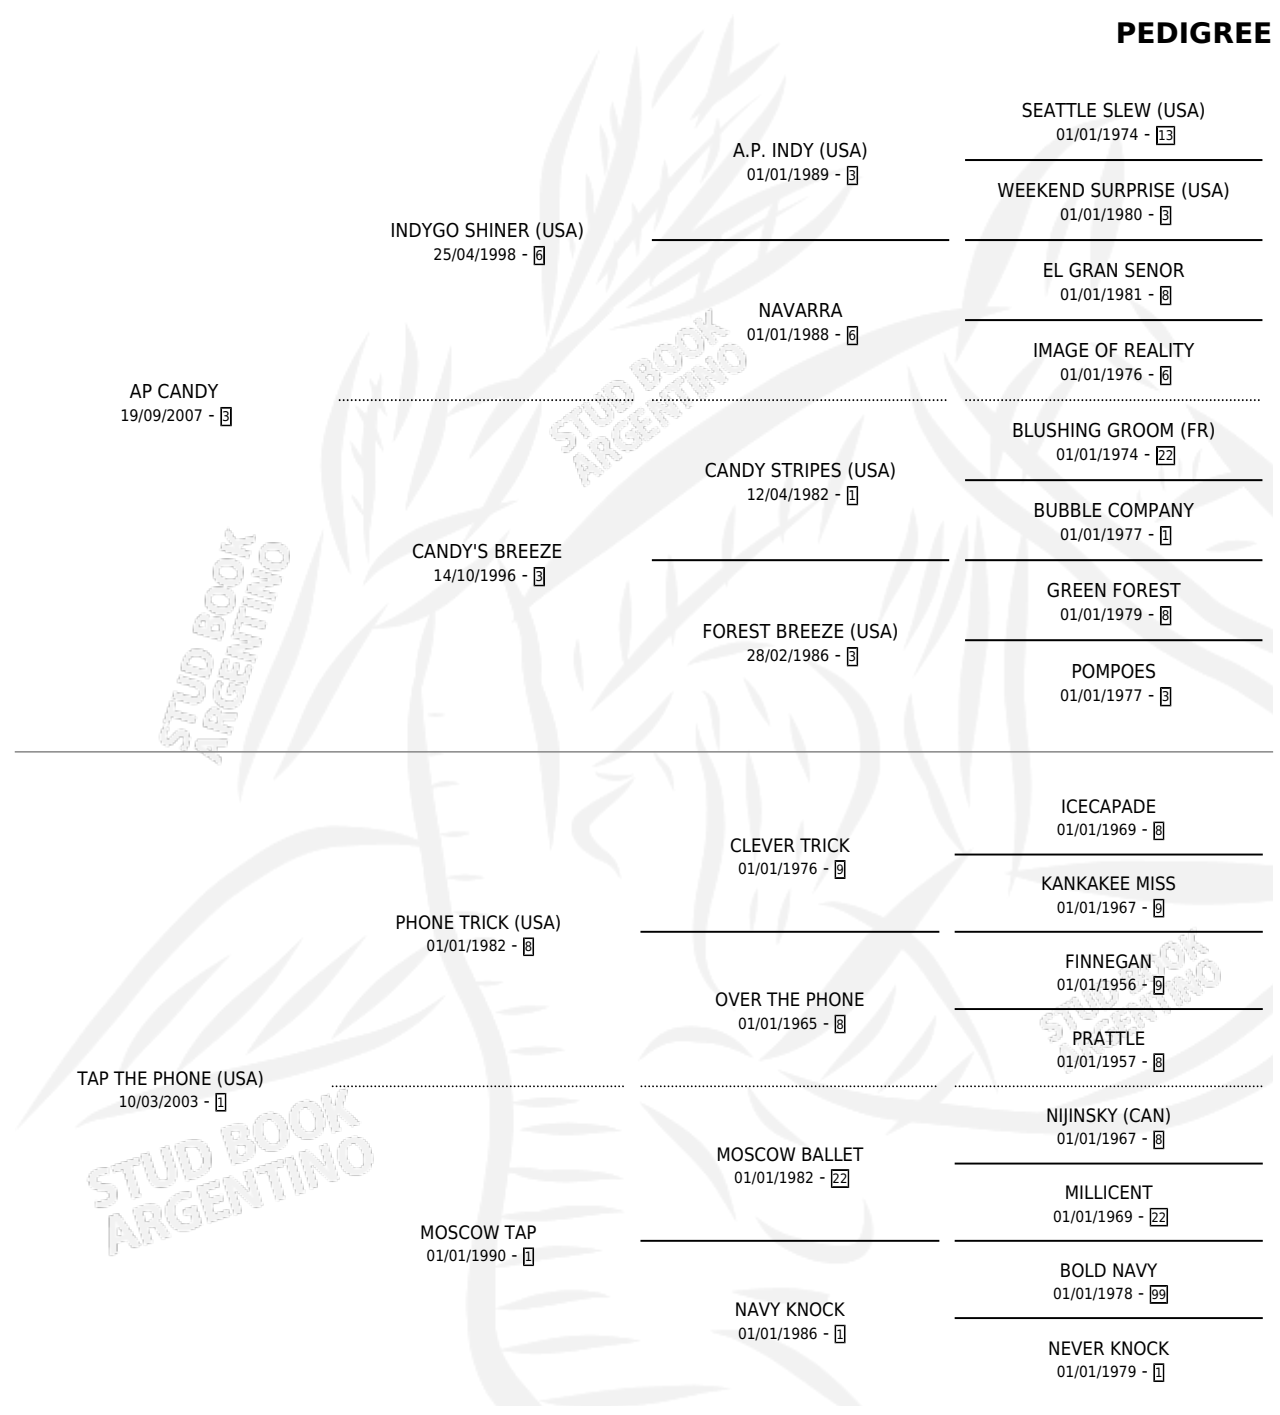 PEDIGREE
SEATTLE SLEW (USA)
01/01/1974 - 13
A.P. INDY (USA)
01/01/1989 - 3
WEEKEND SURPRISE (USA)
01/01/1980 - 3
INDYGO SHINER (USA)
25/04/1998 - 6
EL GRAN SENOR
01/01/1981 - 8
NAVARRA
01/01/1988 - 6
IMAGE OF REALITY
01/01/1976 - 6
AP CANDY
19/09/2007 - 3
BLUSHING GROOM (FR)
01/01/1974 - 22
CANDY STRIPES (USA)
12/04/1982 - 1
BUBBLE COMPANY
01/01/1977 - 1
CANDY'S BREEZE
14/10/1996 - 3
GREEN FOREST
01/01/1979 - 8
FOREST BREEZE (USA)
28/02/1986 - 3
POMPOES
01/01/1977 - 3
ICECAPADE
01/01/1969 - 8
CLEVER TRICK
01/01/1976 - 9
KANKAKEE MISS
01/01/1967 - 9
PHONE TRICK (USA)
01/01/1982 - 8
FINNEGAN
01/01/1956 - 9
OVER THE PHONE
01/01/1965 - 8
PRATTLE
01/01/1957 - 8
TAP THE PHONE (USA)
10/03/2003 - 1
NIJINSKY (CAN)
01/01/1967 - 8
MOSCOW BALLET
01/01/1982 - 22
MILLICENT
01/01/1969 - 22
MOSCOW TAP
01/01/1990 - 1
BOLD NAVY
01/01/1978 - 99
NAVY KNOCK
01/01/1986 - 1
NEVER KNOCK
01/01/1979 - 1
STUD BOOK
ARGENTINO
STUD BOOK
ARGENTINO
STUD BOOK
ARGENTINO
STUD BOOK
ARGENTINO